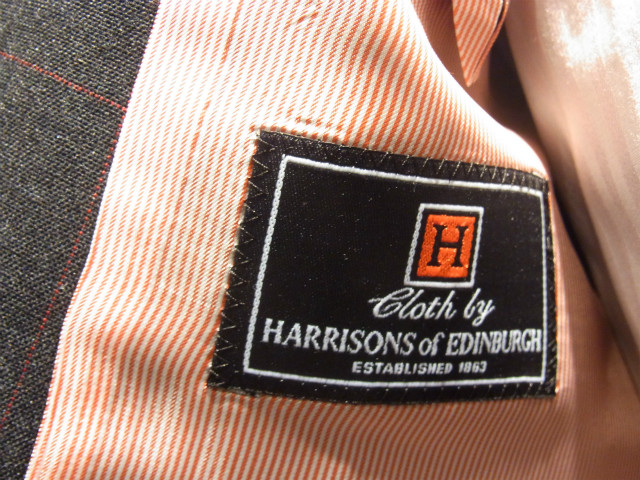 H
Cloth by
HARRISONS of EDINBURGH
ESTABLISHED 1863